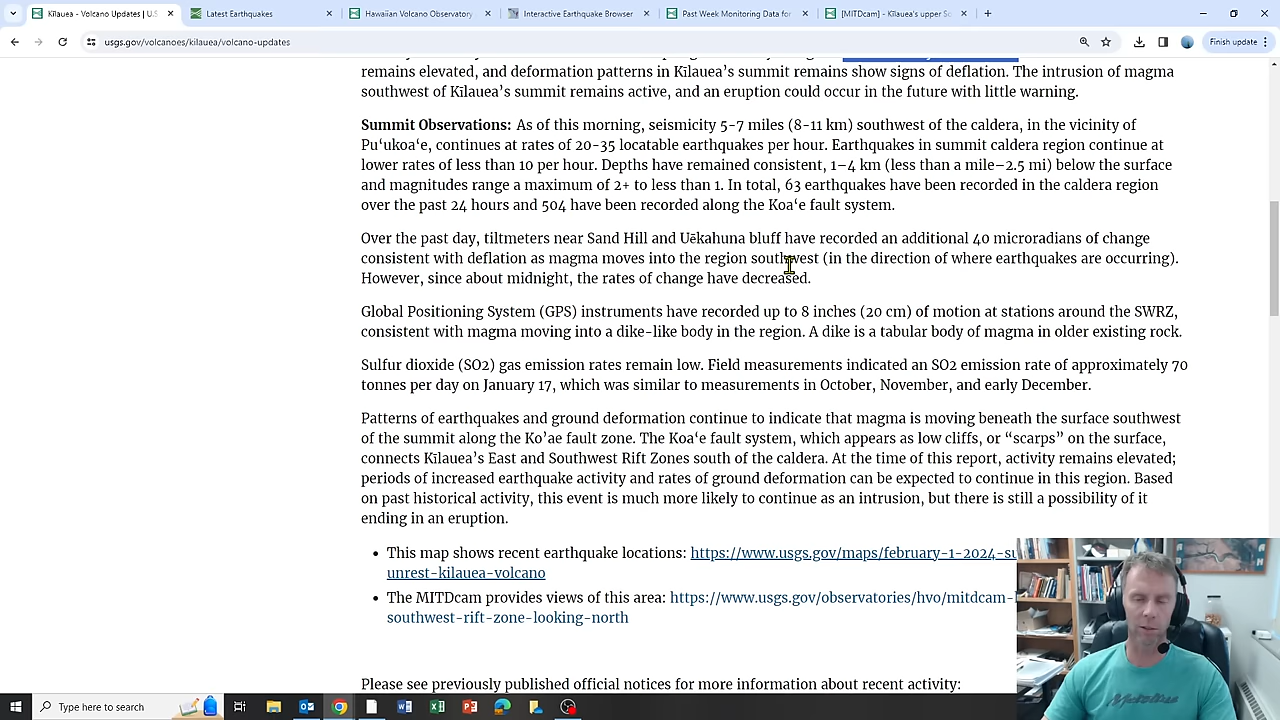 Kīlauea - Volcano Updates | U.S
Latest Earthquakes
Hawaiian Volcano Observatory
Interactive Earthquake Browser
Past Week Monitoring Data for
[MITDcam] - Kīlauea's upper So
usgs.gov/volcanoes/kilauea/volcano-updates
Finish update
remains elevated, and deformation patterns in Kīlauea’s summit remains show signs of deflation. The intrusion of magma
southwest of Kīlauea’s summit remains active, and an eruption could occur in the future with little warning.
Summit Observations: As of this morning, seismicity 5-7 miles (8-11 km) southwest of the caldera, in the vicinity of
Puʻukoaʻe, continues at rates of 20-35 locatable earthquakes per hour. Earthquakes in summit caldera region continue at
lower rates of less than 10 per hour. Depths have remained consistent, 1–4 km (less than a mile–2.5 mi) below the surface
and magnitudes range a maximum of 2+ to less than 1. In total, 63 earthquakes have been recorded in the caldera region
over the past 24 hours and 504 have been recorded along the Koaʻe fault system.
Over the past day, tiltmeters near Sand Hill and Uēkahuna bluff have recorded an additional 40 microradians of change
consistent with deflation as magma moves into the region southwest (in the direction of where earthquakes are occurring).
However, since about midnight, the rates of change have decreased.
Global Positioning System (GPS) instruments have recorded up to 8 inches (20 cm) of motion at stations around the SWRZ,
consistent with magma moving into a dike-like body in the region. A dike is a tabular body of magma in older existing rock.
Sulfur dioxide (SO2) gas emission rates remain low. Field measurements indicated an SO2 emission rate of approximately 70
tonnes per day on January 17, which was similar to measurements in October, November, and early December.
Patterns of earthquakes and ground deformation continue to indicate that magma is moving beneath the surface southwest
of the summit along the Ko’ae fault zone. The Koaʻe fault system, which appears as low cliffs, or “scarps” on the surface,
connects Kīlauea’s East and Southwest Rift Zones south of the caldera. At the time of this report, activity remains elevated;
periods of increased earthquake activity and rates of ground deformation can be expected to continue in this region. Based
on past historical activity, this event is much more likely to continue as an intrusion, but there is still a possibility of it
ending in an eruption.
• This map shows recent earthquake locations: https://www.usgs.gov/maps/february-1-2024-su
unrest-kilauea-volcano
• The MITDcam provides views of this area: https://www.usgs.gov/observatories/hvo/mitdcam-
southwest-rift-zone-looking-north
Please see previously published official notices for more information about recent activity:
Type here to search